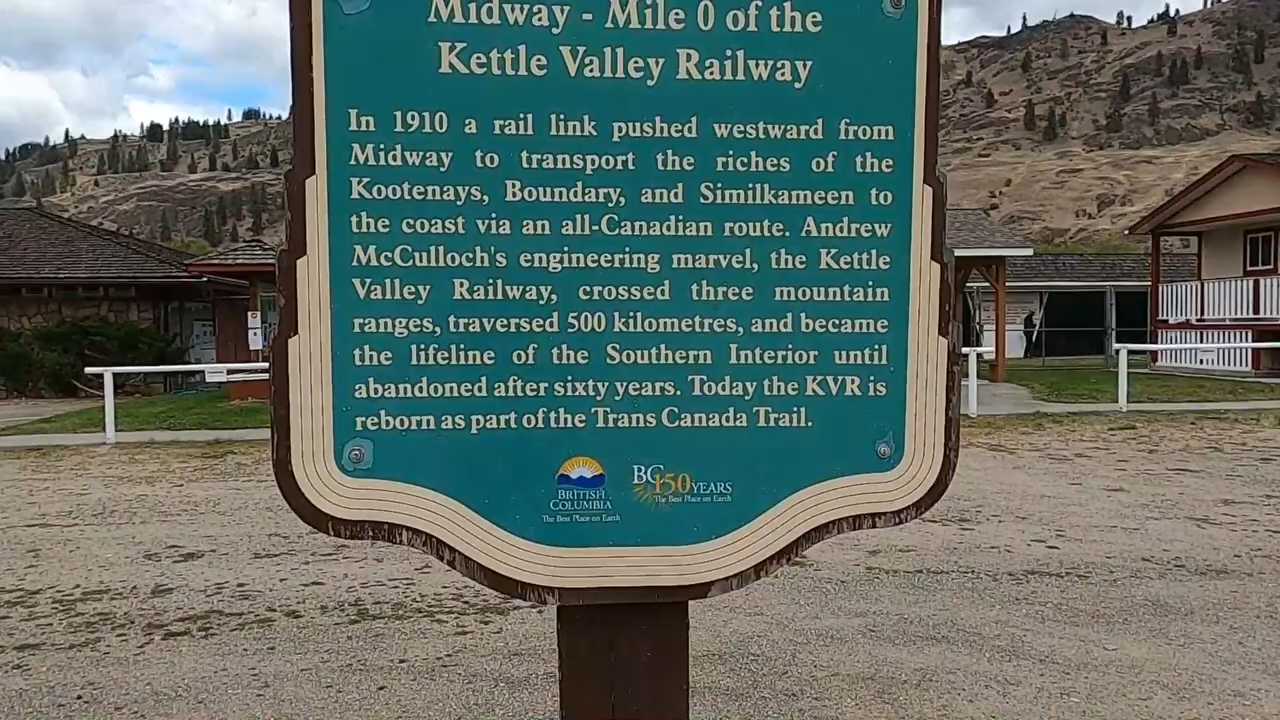 Midway - Mile 0 of the
Kettle Valley Railway
In 1910 a rail link pushed westward from
Midway to transport the riches of the
Kootenays, Boundary, and Similkameen to
the coast via an all-Canadian route. Andrew
McCulloch's engineering marvel, the Kettle
Valley Railway, crossed three mountain
ranges, traversed 500 kilometres, and became
the lifeline of the Southern Interior until
abandoned after sixty years. Today the KVR is
reborn as part of the Trans Canada Trail.
BRITISH
COLUMBIA
The Best Place on Earth
BC150 YEARS
The Best Place on Earth